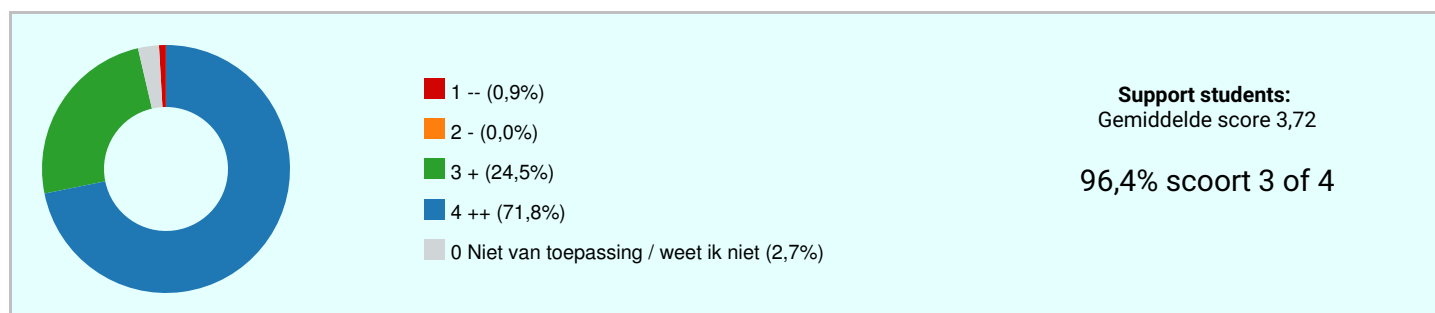 1 -- (0,9%)
2 - (0,0%)
3 + (24,5%)
4 ++ (71,8%)
0 Niet van toepassing / weet ik niet (2,7%)
Support students:
Gemiddelde score 3,72
96,4% scoort 3 of 4